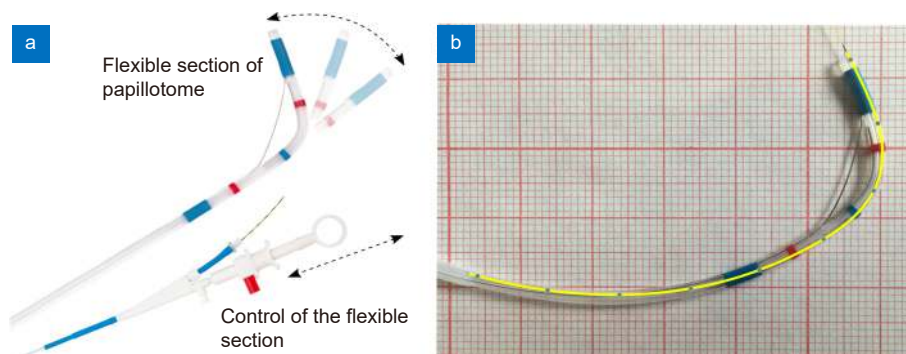 a
Flexible section of
papillotome
Control of the flexible
section
b